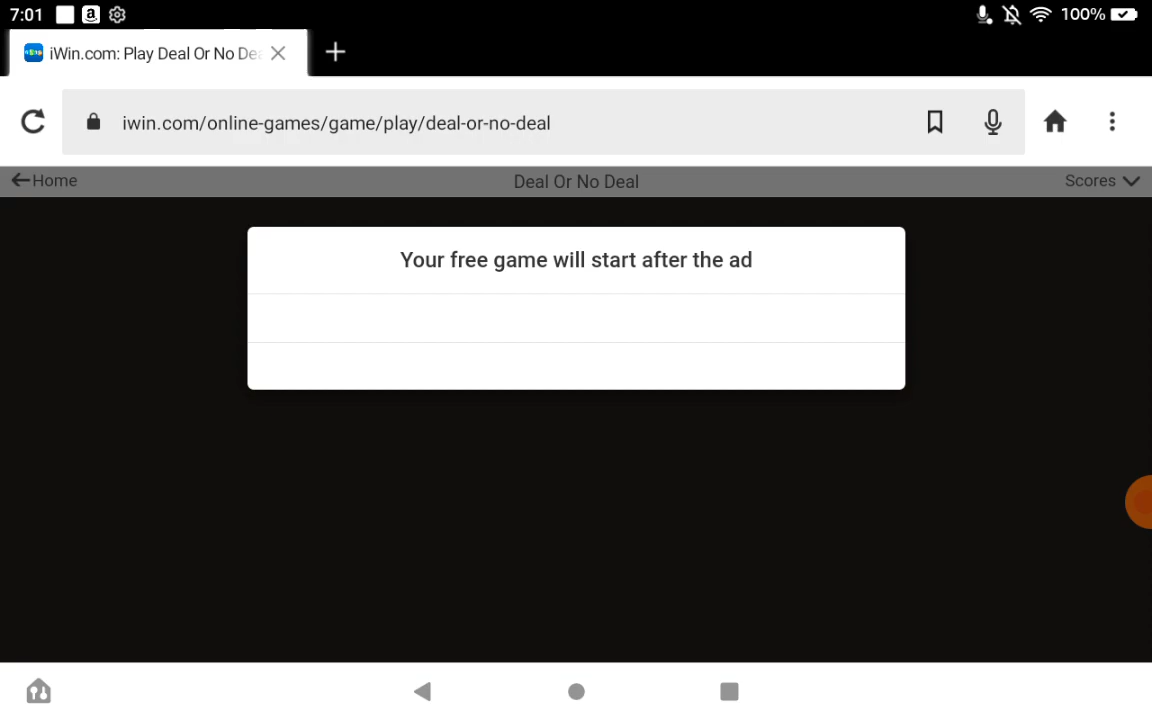 7:01
100%
iWin.com: Play Deal Or No De
iwin.com/online-games/game/play/deal-or-no-deal
Home
Deal Or No Deal
Scores
Your free game will start after the ad